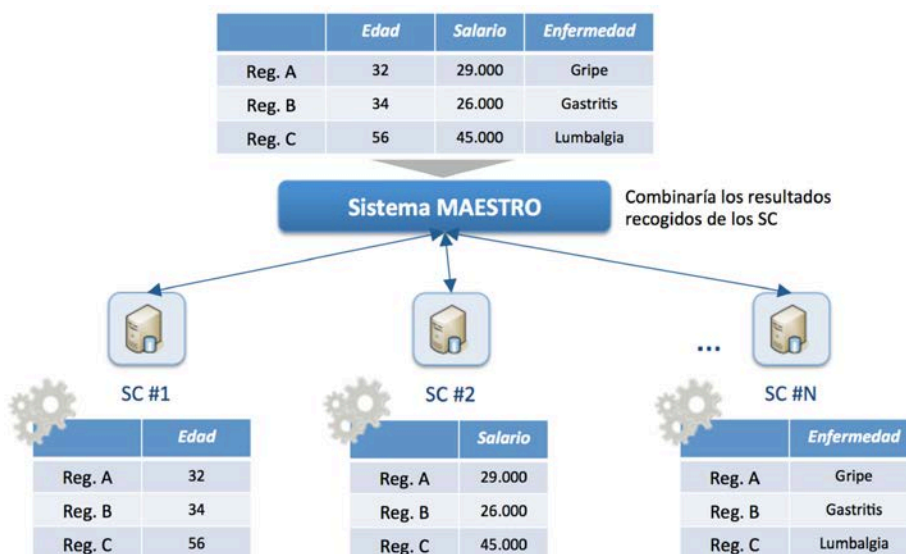 Edad Salario Enfermedad
Reg. A 32 29.000 Gripe
Reg. B 34 26.000 Gastritis
Reg. C 56 45.000 Lumbalgia
Sistema MAESTRO
Combinaría los resultados
recogidos de los SC
...
SC #1
SC #2
SC #N
Edad
Reg. A 32
Reg. B 34
Reg. C 56
Salario
Reg. A 29.000
Reg. B 26.000
Reg. C 45.000
Enfermedad
Reg. A Gripe
Reg. B Gastritis
Reg. C Lumbalgia